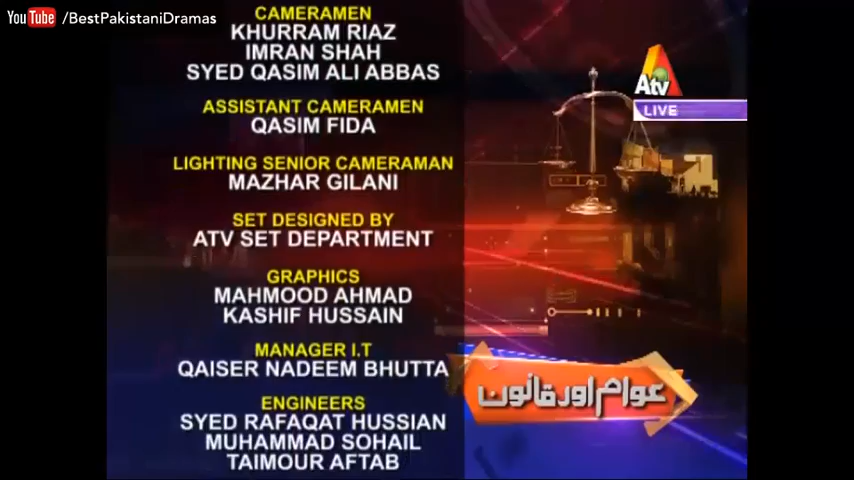 YouTube /BestPakistaniDramas
CAMERAMEN
KHURRAM RIAZ
IMRAN SHAH
SYED QASIM ALI ABBAS
ASSISTANT CAMERAMEN
QASIM FIDA
LIGHTING SENIOR CAMERAMAN
MAZHAR GILANI
SET DESIGNED BY
ATV SET DEPARTMENT
GRAPHICS
MAHMOOD AHMAD
KASHIF HUSSAIN
MANAGER I.T
QAISER NADEEM BHUTTA
ENGINEERS
SYED RAFAQAT HUSSIAN
MUHAMMAD SOHAIL
TAIMOUR AFTAB
Atv
LIVE
عوام اور قانون